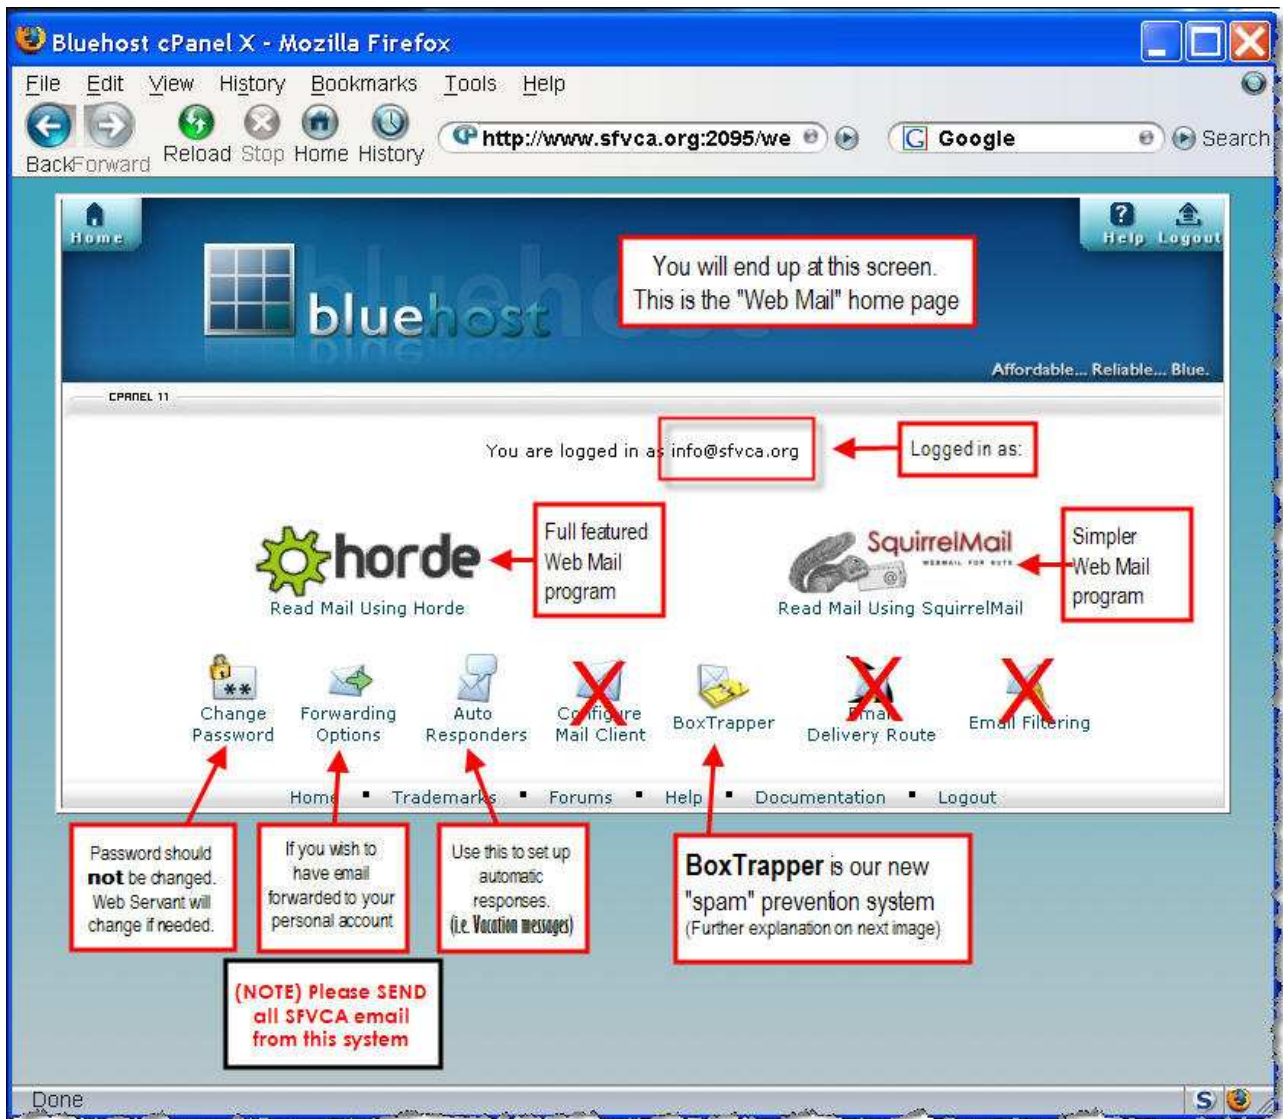 Bluehost cPanel X - Mozilla Firefox
File Edit View History Bookmarks Tools Help
Back Forward Reload Stop Home History
http://www.sfvca.org:2095/we
Google
Search
Home
Help Logout
bluehost
You will end up at this screen.
This is the "Web Mail" home page
Affordable... Reliable... Blue.
CPANEL 11
You are logged in as info@sfvca.org
Logged in as:
horde
Read Mail Using Horde
Full featured
Web Mail
program
SquirrelMail
WEBMAIL FOR NUTS
Read Mail Using SquirrelMail
Simpler
Web Mail
program
Change
Password
Forwarding
Options
Auto
Responders
Configure
Mail Client
BoxTrapper
Email
Delivery Route
Email Filtering
Home ▪ Trademarks ▪ Forums ▪ Help ▪ Documentation ▪ Logout
Password should
not be changed.
Web Servant will
change if needed.
If you wish to
have email
forwarded to your
personal account
Use this to set up
automatic
responses.
(i.e. Vacation messages)
BoxTrapper is our new
"spam" prevention system
(Further explanation on next image)
(NOTE) Please SEND
all SFVCA email
from this system
Done